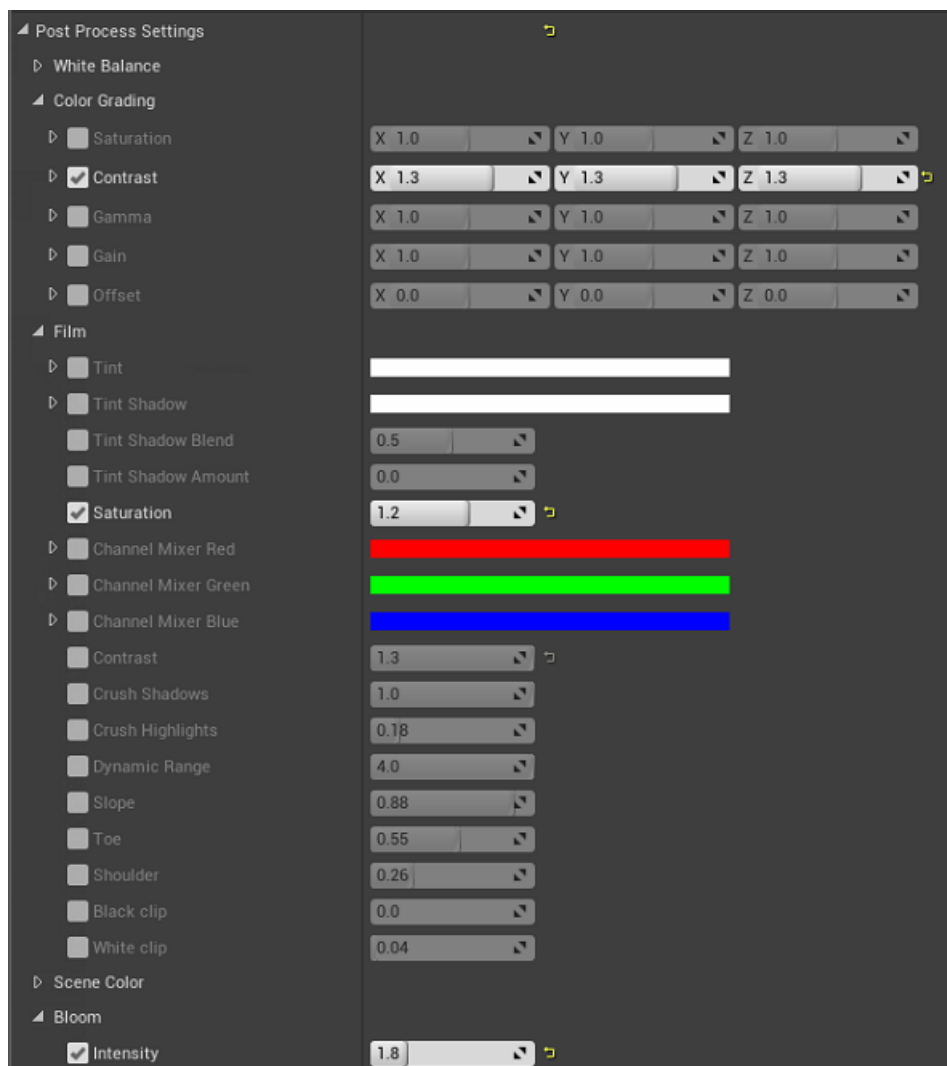 Post Process Settings
White Balance
Color Grading
Saturation X 1.0 Y 1.0 Z 1.0
Contrast X 1.3 Y 1.3 Z 1.3
Gamma X 1.0 Y 1.0 Z 1.0
Gain X 1.0 Y 1.0 Z 1.0
Offset X 0.0 Y 0.0 Z 0.0
Film
Tint
Tint Shadow
Tint Shadow Blend 0.5
Tint Shadow Amount 0.0
Saturation 1.2
Channel Mixer Red
Channel Mixer Green
Channel Mixer Blue
Contrast 1.3
Crush Shadows 1.0
Crush Highlights 0.18
Dynamic Range 4.0
Slope 0.88
Toe 0.55
Shoulder 0.26
Black clip 0.0
White clip 0.04
Scene Color
Bloom
Intensity 1.8